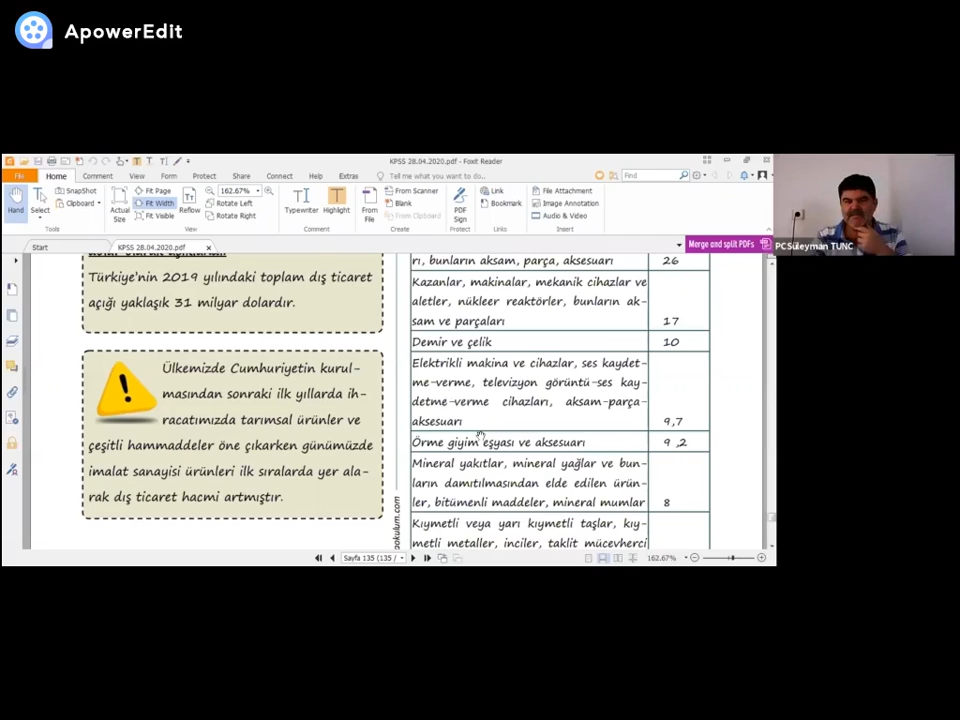 ApowerEdit
KPSS 28.04.2020.pdf - Foxit Reader
File Home Comment View Form Protect Share Connect Help Extras Tell me what you want to do.. Find
Hand
Select
SnapShot
Clipboard
Tools
Actual Size
Fit Page
Fit Width
Fit Visible
Reflow
162.67%
Rotate Left
Rotate Right
View
Typewriter
Highlight
Comment
From File
From Scanner
Blank
From Clipboard
Create
PDF Sign
Protect
Link
Bookmark
File Attachment
Image Annotation
Audio & Video
Insert
Start
KPSS 28.04.2020.pdf
Merge and split PDFs
PCSüleyman TUNC
Türkiye'nin 2019 yılındaki toplam dış ticaret
açığı yaklaşık 31 milyar dolardır.
Ülkemizde Cumhuriyetin kurul-
masından sonraki ilk yıllarda ih-
racatımızda tarımsal ürünler ve
çeşitli hammaddeler öne çıkarken günümüzde
imalat sanayisi ürünleri ilk sıralarda yer ala-
rak dış ticaret hacmi artmıştır.
okulum.com
rı, bunların aksam, parça, aksesuarı 26
Kazanlar, makinalar, mekanik cihazlar ve
aletler, nükleer reaktörler, bunların ak-
sam ve parçaları 17
Demir ve çelik 10
Elektrikli makina ve cihazlar, ses kaydet-
me-verme, televizyon görüntü-ses kay-
detme-verme cihazları, aksam-parça-
aksesuarı 9,7
Örme giyim eşyası ve aksesuarı 9 ,2
Mineral yakıtlar, mineral yağlar ve bun-
ların damıtılmasından elde edilen ürün-
ler, bitümenli maddeler, mineral mumlar 8
Kıymetli veya yarı kıymetli taşlar, kıy-
metli metaller, inciler, taklit mücevherci
Sayfa 135 (135 /
162.67%